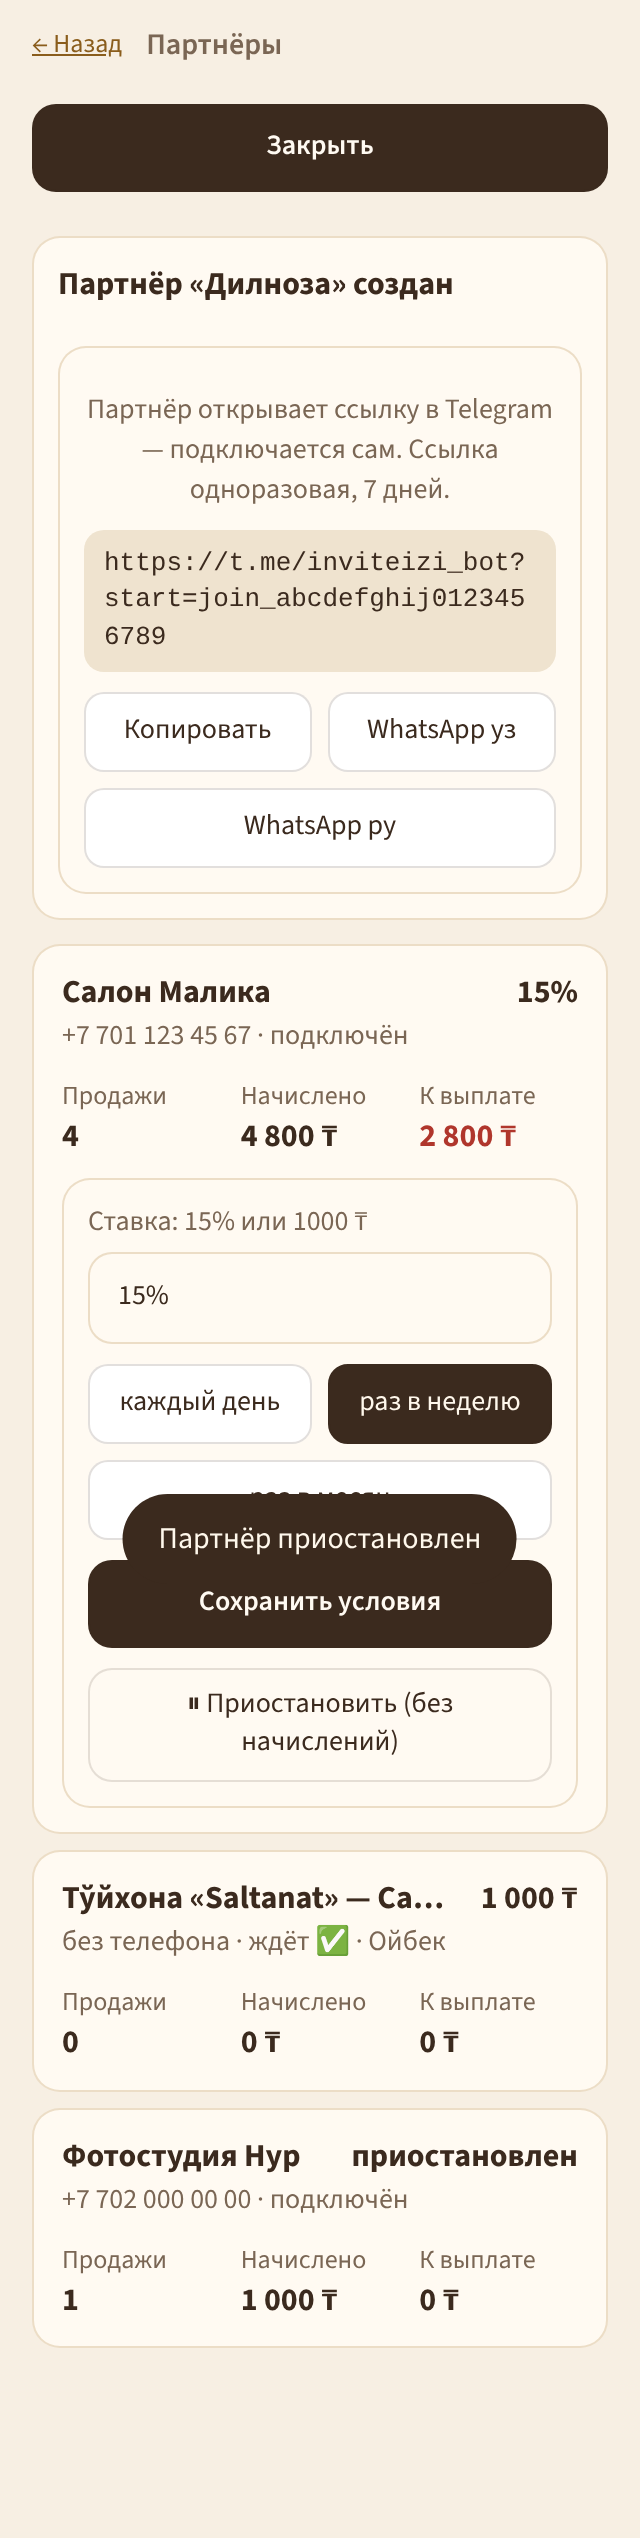 ← Назад Партнёры
Закрыть
Партнёр «Дилноза» создан
Партнёр открывает ссылку в Telegram
— подключается сам. Ссылка
одноразовая, 7 дней.
https://t.me/inviteizi_bot?
start=join_abcdefghij012345
6789
Копировать WhatsApp уз
WhatsApp ру
Салон Малика 15%
+7 701 123 45 67 · подключён
Продажи Начислено К выплате
4 4 800 ₸ 2 800 ₸
Ставка: 15% или 1000 ₸
15%
каждый день раз в неделю
Партнёр приостановлен
Сохранить условия
⏸ Приостановить (без
начислений)
Тўйхона «Saltanat» — Са... 1 000 ₸
без телефона · ждёт ✅ · Ойбек
Продажи Начислено К выплате
0 0 ₸ 0 ₸
Фотостудия Нур приостановлен
+7 702 000 00 00 · подключён
Продажи Начислено К выплате
1 1 000 ₸ 0 ₸